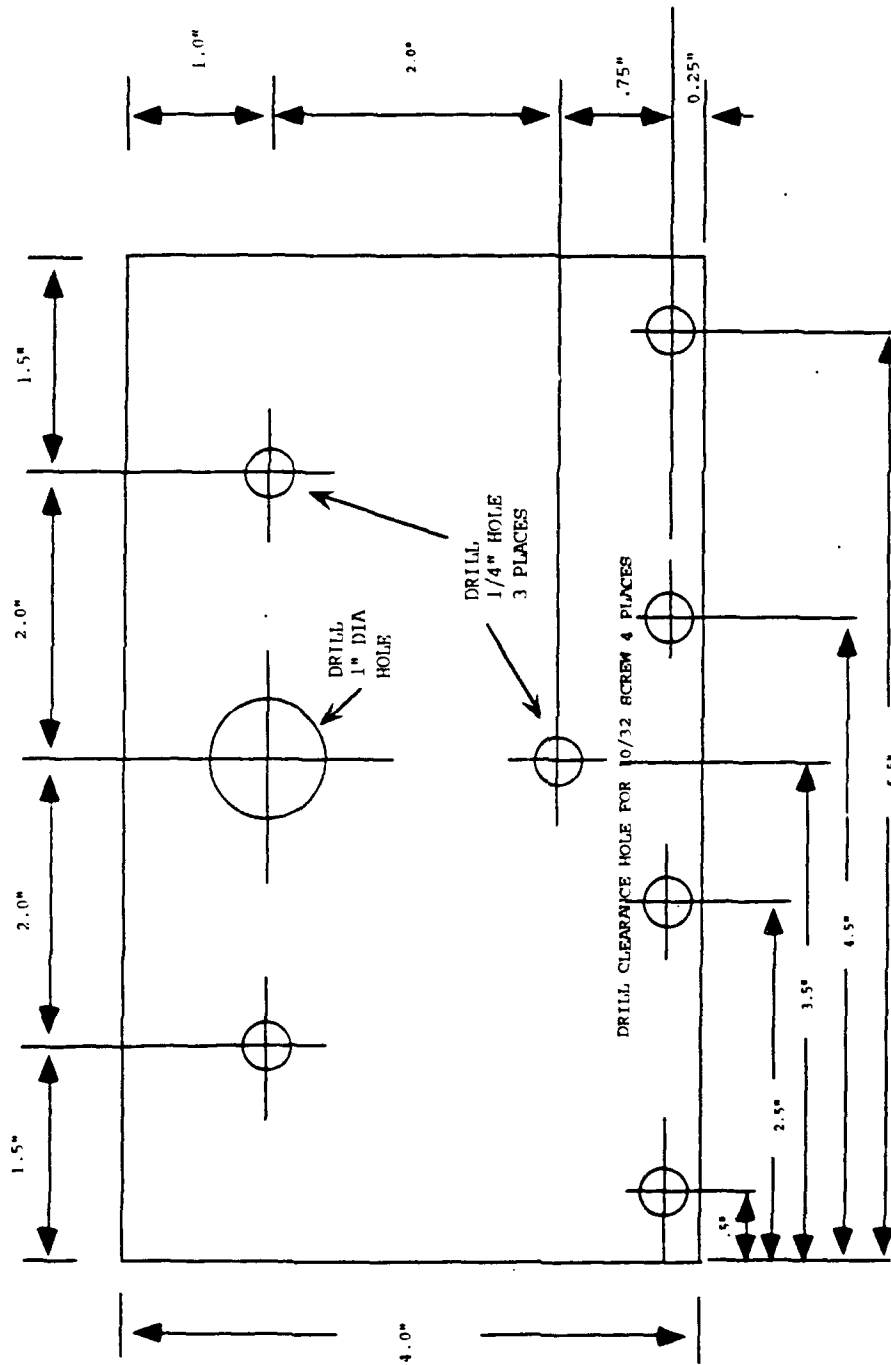 1.5" 2.0" 2.0" 1.5"
1.0"
DRILL
1" DIA
HOLE
4.0"
2.0"
DRILL
1/4" HOLE
3 PLACES
DRILL CLEARANCE HOLE FOR 10/32 SCREW 4 PLACES
.75"
0.25"
.5"
2.5"
3.5"
4.5"